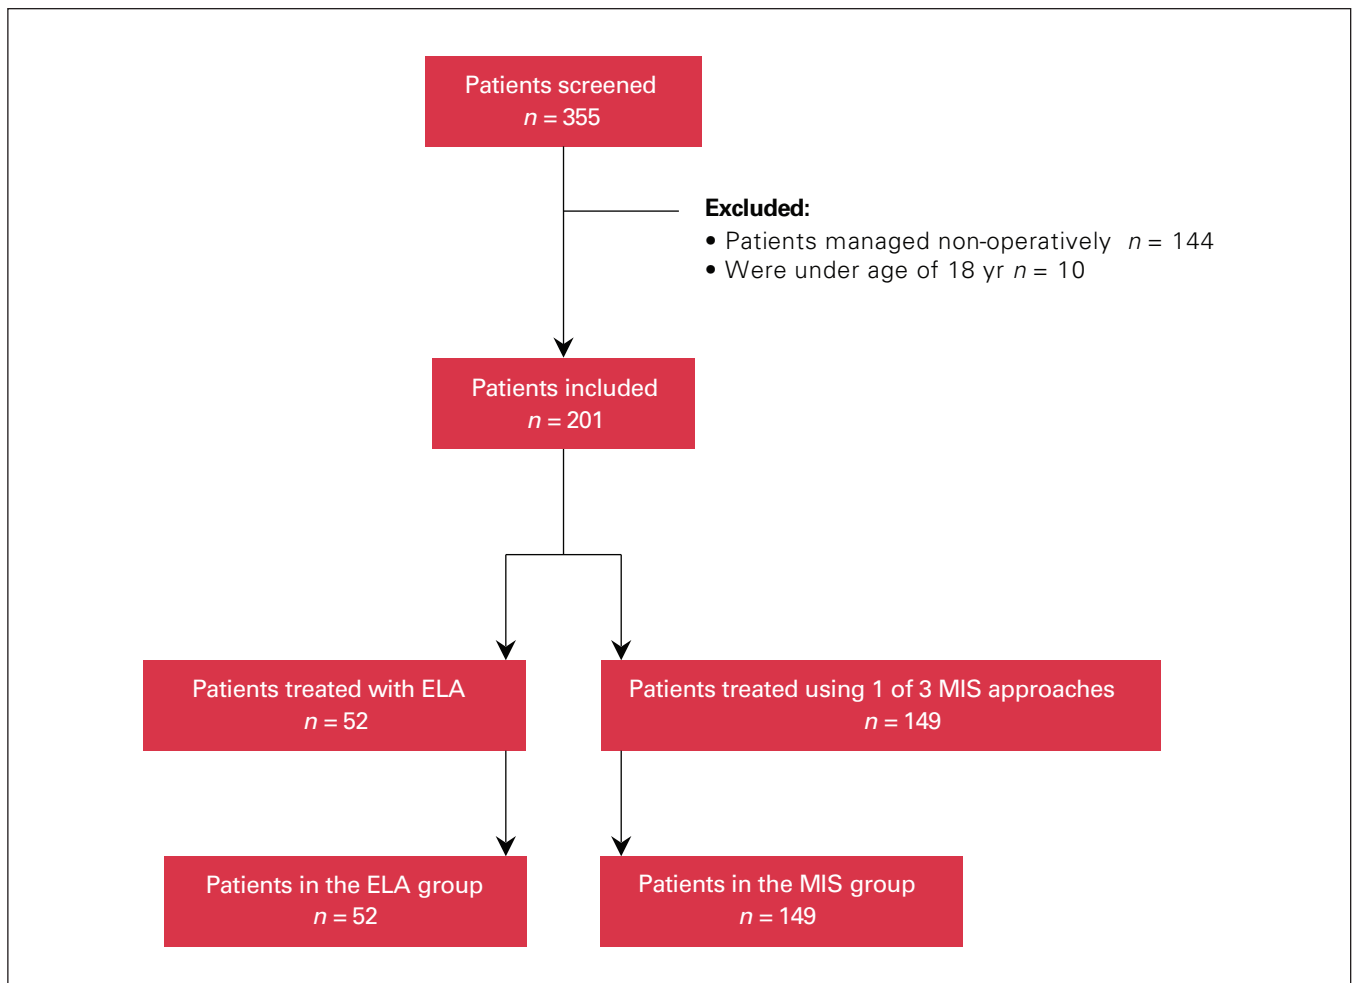 Patients screened
n = 355
Excluded:
• Patients managed non-operatively n = 144
• Were under age of 18 yr n = 10
Patients included
n = 201
Patients treated with ELA
n = 52
Patients treated using 1 of 3 MIS approaches
n = 149
Patients in the ELA group
n = 52
Patients in the MIS group
n = 149